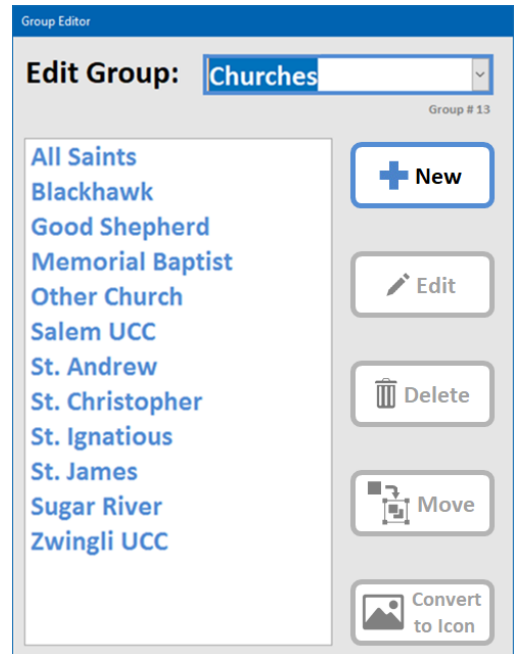 Group Editor
Edit Group: Churches
Group # 13
All Saints
Blackhawk
Good Shepherd
Memorial Baptist
Other Church
Salem UCC
St. Andrew
St. Christopher
St. Ignatious
St. James
Sugar River
Zwingli UCC
New
Edit
Delete
Move
Convert
to Icon